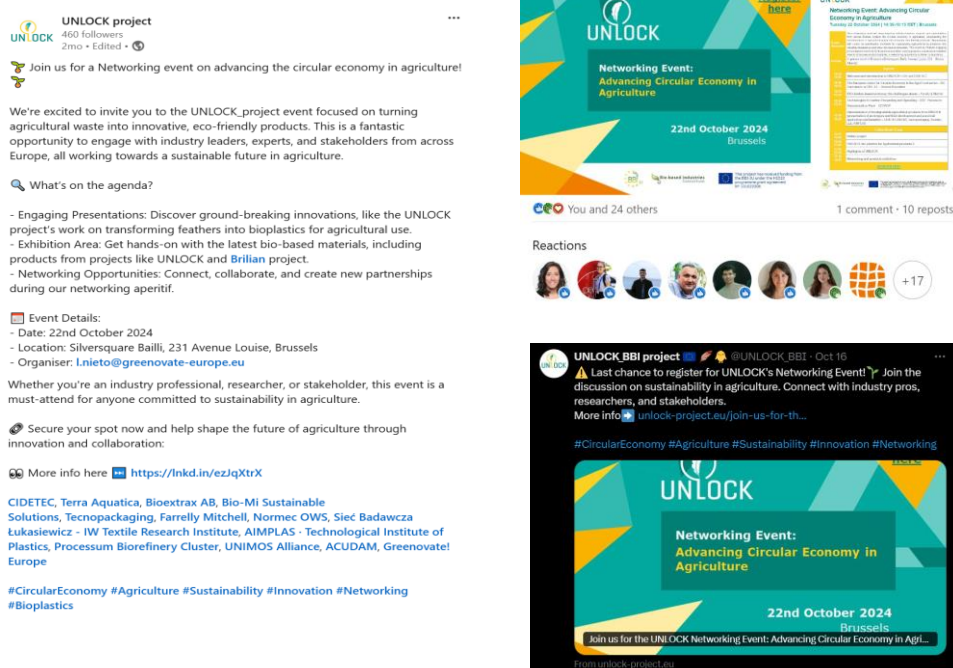 UNLOCK project
460 followers
2mo • Edited •
UNLOCK
Join us for a Networking event on advancing the circular economy in agriculture!
We're excited to invite you to the UNLOCK_project event focused on turning
agricultural waste into innovative, eco-friendly products. This is a fantastic
opportunity to engage with industry leaders, experts, and stakeholders from across
Europe, all working towards a sustainable future in agriculture.
What's on the agenda?
- Engaging Presentations: Discover ground-breaking innovations, like the UNLOCK
project's work on transforming feathers into bioplastics for agricultural use.
- Exhibition Area: Get hands-on with the latest bio-based materials, including
products from projects like UNLOCK and Brilian project.
- Networking Opportunities: Connect, collaborate, and create new partnerships
during our networking aperitif.
Event Details:
- Date: 22nd October 2024
- Location: Silversquare Bailli, 231 Avenue Louise, Brussels
- Organiser: l.nieto@greenovate-europe.eu
Whether you're an industry professional, researcher, or stakeholder, this event is a
must-attend for anyone committed to sustainability in agriculture.
Secure your spot now and help shape the future of agriculture through
innovation and collaboration:
More info here https://lnkd.in/ezJqXtrX
CIDETEC, Terra Aquatica, Bioextrax AB, Bio-Mi Sustainable
Solutions, Tecnopackaging, Farrelly Mitchell, Normec OWS, Sieć Badawcza
Łukasiewicz - IW Textile Research Institute, AIMPLAS · Technological Institute of
Plastics, Processum Biorefinery Cluster, UNIMOS Alliance, ACUDAM, Greenovate!
Europe
#CircularEconomy #Agriculture #Sustainability #Innovation #Networking
#Bioplastics
here
UNLOCK
Networking Event:
Advancing Circular Economy in
Agriculture
22nd October 2024
Brussels
Bio-based Industries
Networking Event: Advancing Circular
Economy in Agriculture
You and 24 others
1 comment · 10 reposts
Reactions
+17
UNLOCK_BBI project @UNLOCK_BBI · Oct 16
UNLOCK
Last chance to register for UNLOCK's Networking Event! Join the
discussion on sustainability in agriculture. Connect with industry pros,
researchers, and stakeholders.
More info unlock-project.eu/join-us-for-th...
#CircularEconomy #Agriculture #Sustainability #Innovation #Networking
here
UNLOCK
Networking Event:
Advancing Circular Economy in
Agriculture
22nd October 2024
Brussels
Join us for the UNLOCK Networking Event: Advancing Circular Economy in Agri...
From unlock-project.eu